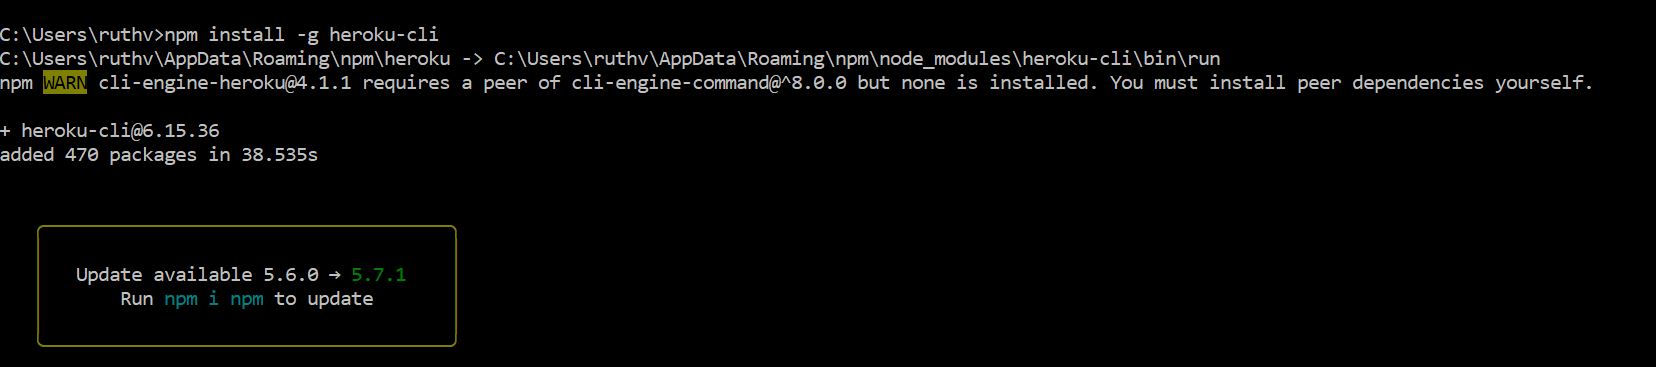 C:\Users\ruthv>npm install -g heroku-cli
C:\Users\ruthv\AppData\Roaming\npm\heroku -> C:\Users\ruthv\AppData\Roaming\npm\node_modules\heroku-cli\bin\run
npm WARN cli-engine-heroku@4.1.1 requires a peer of cli-engine-command@^8.0.0 but none is installed. You must install peer dependencies yourself.
+ heroku-cli@6.15.36
added 470 packages in 38.535s
Update available 5.6.0 → 5.7.1
Run npm i npm to update